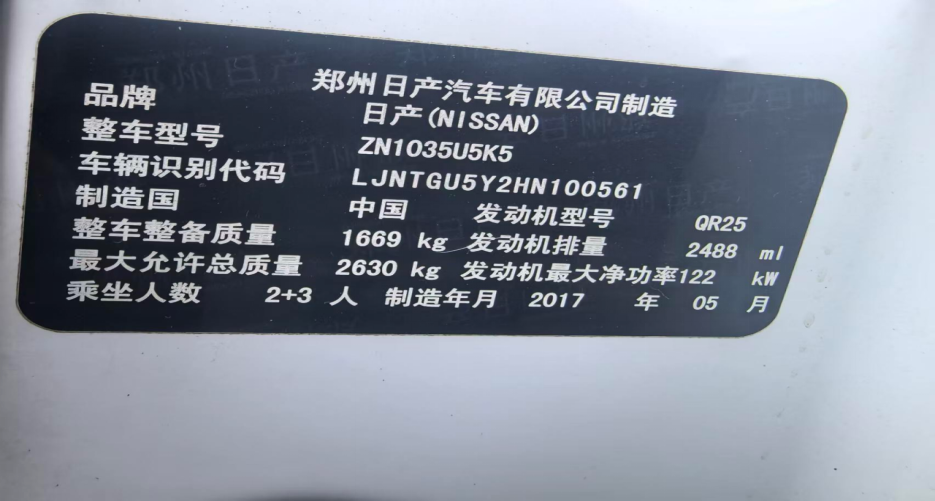 郑州日产汽车有限公司制造
品牌 日产(NISSAN)
整车型号 ZN1035U5K5
车辆识别代码 LJNTGU5Y2HN100561
制造国 中国 发动机型号 QR25
整车整备质量 1669 kg 发动机排量 2488 ml
最大允许总质量 2630 kg 发动机最大净功率122 kW
乘坐人数 2+3 人 制造年月 2017 年 05 月